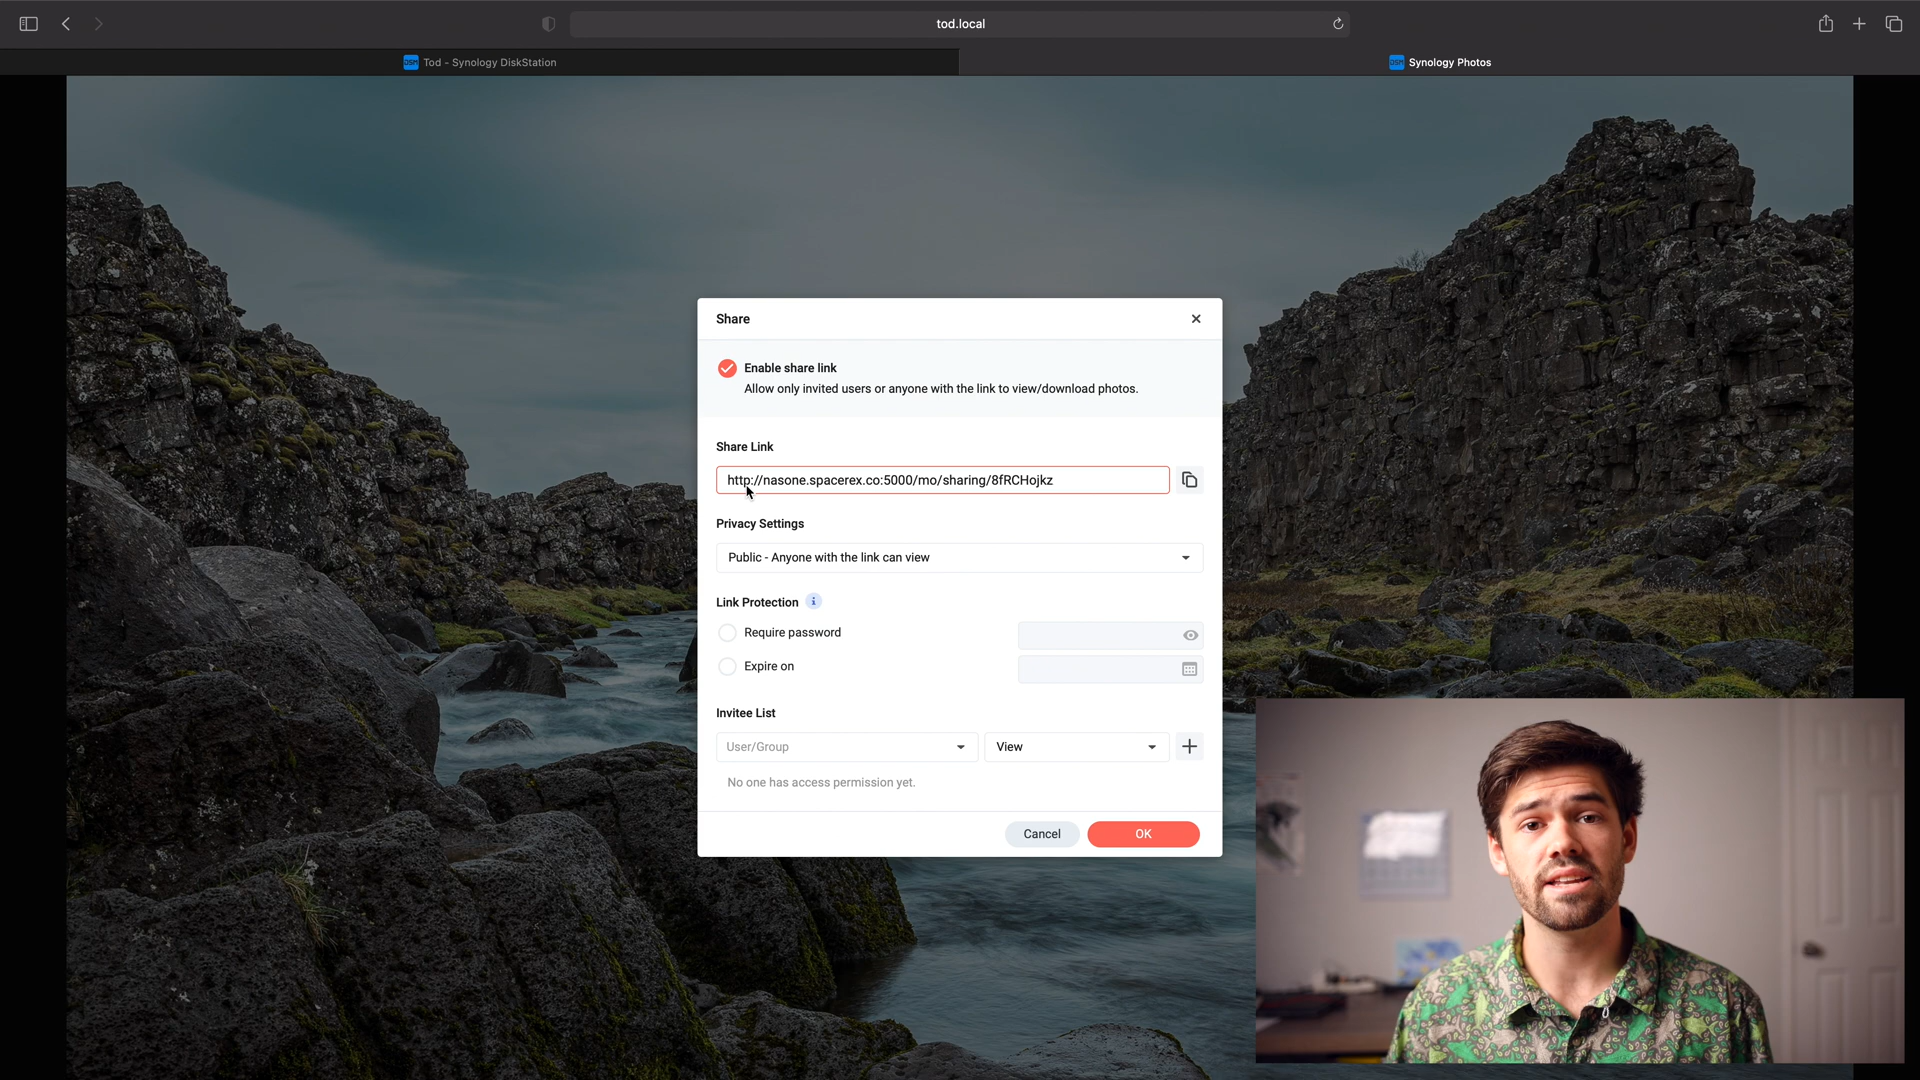 tod.local
DSM Tod - Synology DiskStation
DSM Synology Photos
Share
Enable share link
Allow only invited users or anyone with the link to view/download photos.
Share Link
http://nasone.spacerex.co:5000/mo/sharing/8fRCHojkz
Privacy Settings
Public - Anyone with the link can view
Link Protection i
Require password
Expire on
Invitee List
User/Group View
No one has access permission yet.
Cancel OK